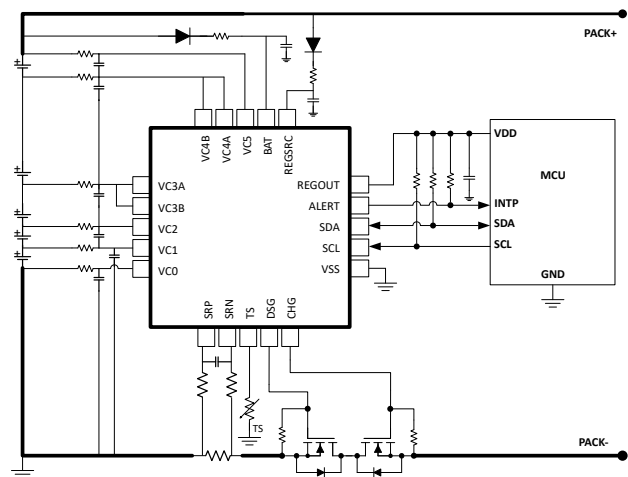 PACK+
VC4B
VC4A
VC5
BAT
REGSRC
VDD
MCU
VC3A
REGOUT
VC3B
ALERT
INTP
VC2
SDA
SDA
VC1
SCL
SCL
VC0
VSS
GND
SRP
SRN
TS
DSG
CHG
TS
PACK-